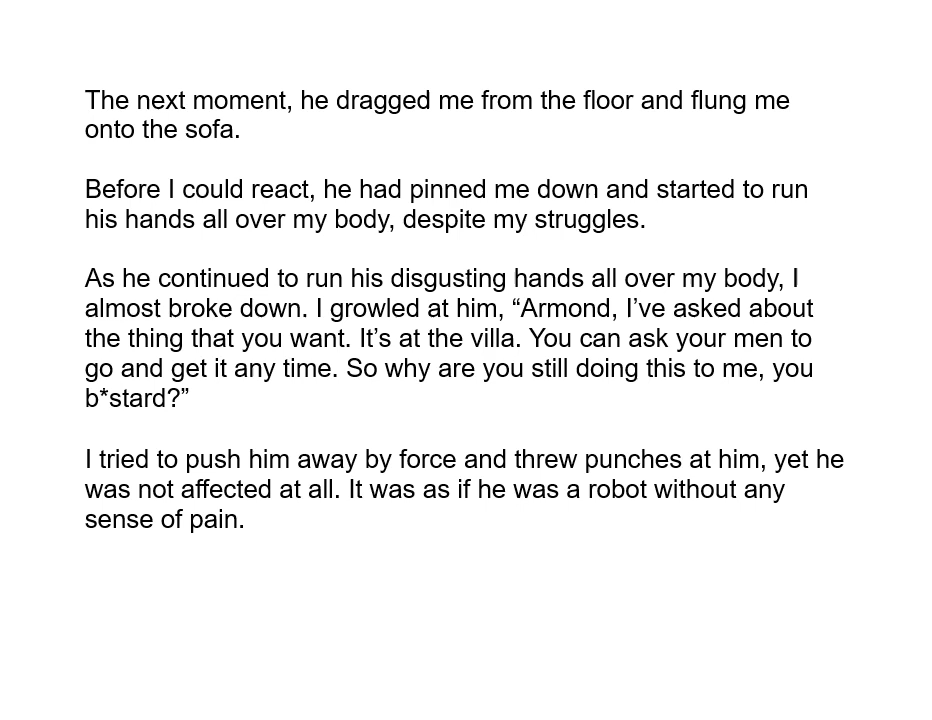 The next moment, he dragged me from the floor and flung me
onto the sofa.
Before I could react, he had pinned me down and started to run
his hands all over my body, despite my struggles.
As he continued to run his disgusting hands all over my body, I
almost broke down. I growled at him, “Armond, I’ve asked about
the thing that you want. It’s at the villa. You can ask your men to
go and get it any time. So why are you still doing this to me, you
b*stard?”
I tried to push him away by force and threw punches at him, yet he
was not affected at all. It was as if he was a robot without any
sense of pain.